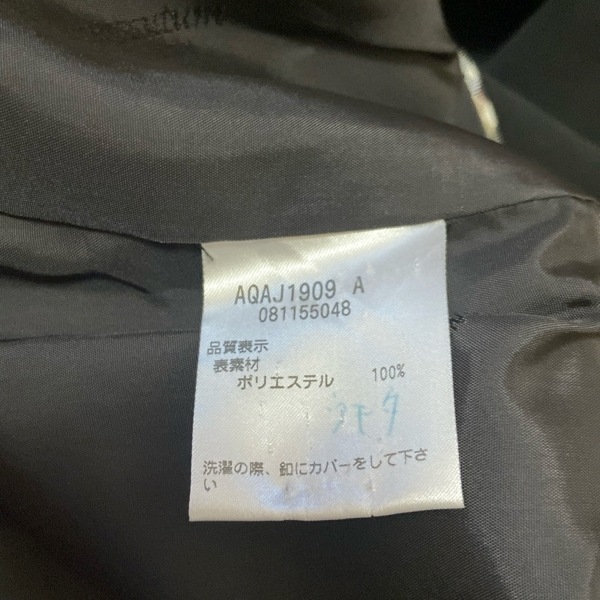 AQAJ1909 A
081155048
品質表示
表素材
ポリエステル 100%
洗濯の際、釦にカバーをして下さ
い